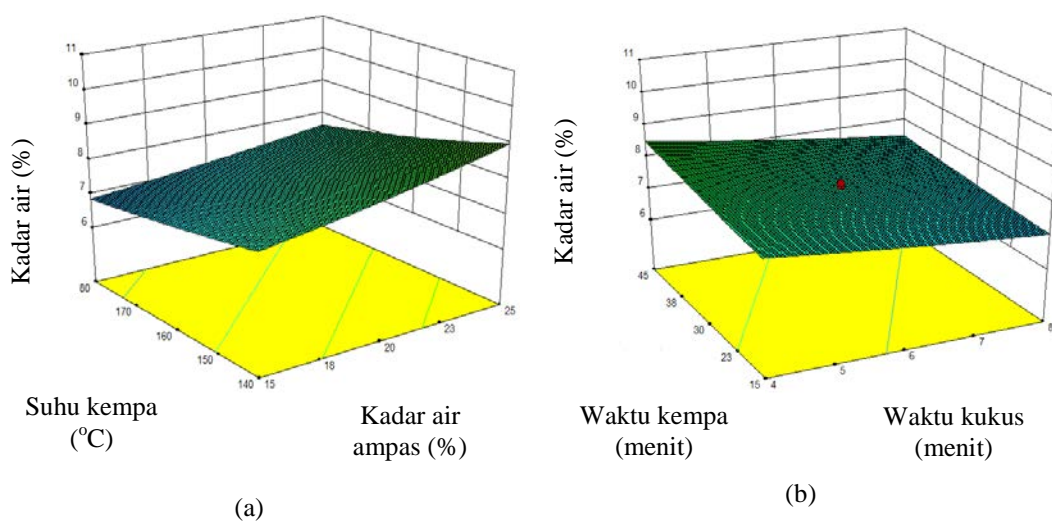 11
10
9
8
7
6
Kadar air (%)
80
170
160
150
140
15
18
20
23
25
Suhu kempa
(°C)
Kadar air
ampas (%)
(a)
11
10
9
8
7
6
Kadar air (%)
45
38
30
23
15
4
5
6
7
8
Waktu kempa
(menit)
Waktu kukus
(menit)
(b)